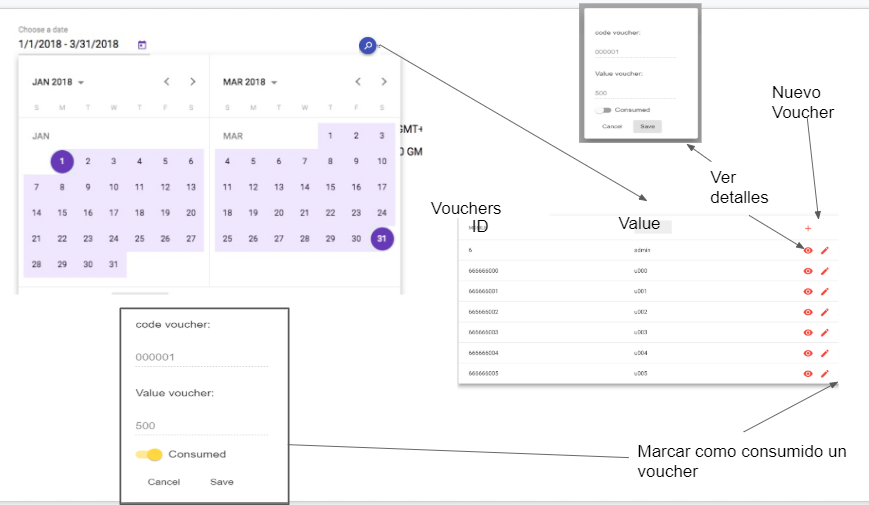 Choose a date
1/1/2018 - 3/31/2018
JAN 2018
S M T W T F S
JAN
1 2 3 4 5 6
7 8 9 10 11 12 13
14 15 16 17 18 19 20
21 22 23 24 25 26 27
28 29 30 31
MAR 2018
S M T W T F S
MAR 1 2 3
4 5 6 7 8 9 10
11 12 13 14 15 16 17
18 19 20 21 22 23 24
25 26 27 28 29 30 31
GMT+
0 GM
code voucher:
000001
Value voucher:
500
Consumed
Cancel Save
Nuevo
Voucher
Ver
detalles
Vouchers
ID
Value
6 admin
666666000 u000
666666001 u001
666666002 u002
666666003 u003
666666004 u004
666666005 u005
code voucher:
000001
Value voucher:
500
Consumed
Cancel Save
Marcar como consumido un
voucher